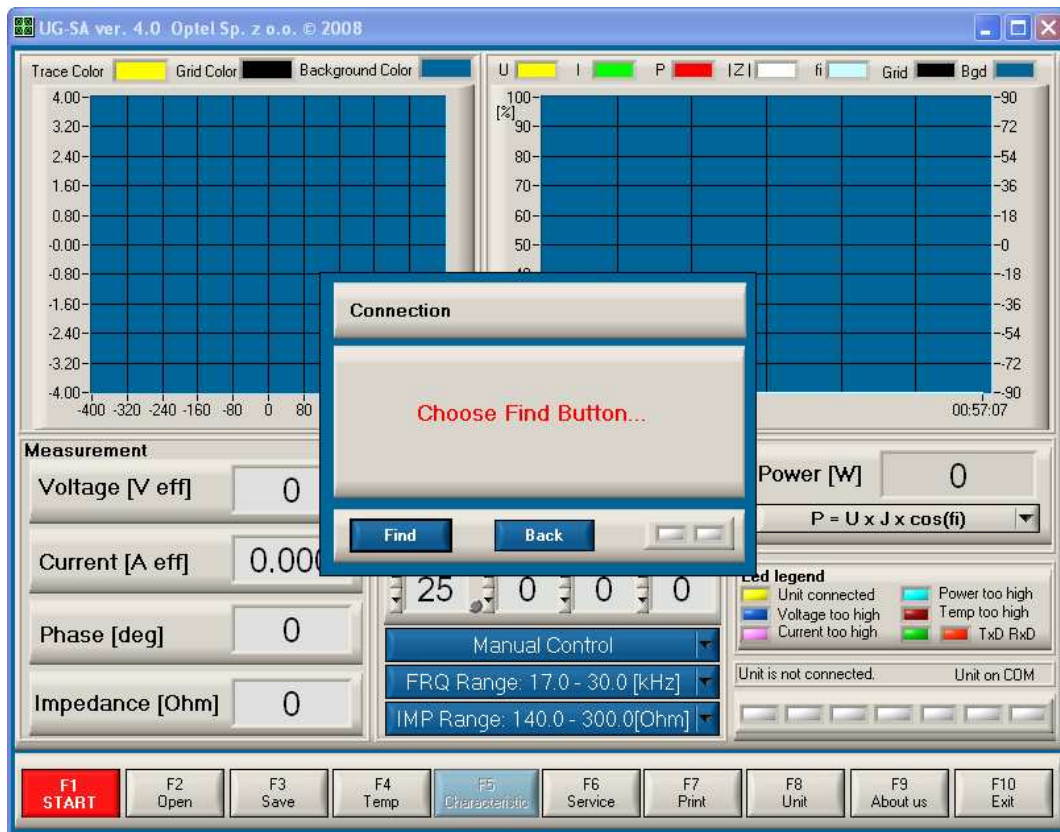 UG-SA ver. 4.0 Optel Sp. z o.o. © 2008
Trace Color Grid Color Background Color
U I P |Z| fi Grid Bgd
4.00
3.20
2.40
1.60
0.80
-0.00
-0.80
-1.60
-2.40
-3.20
-4.00
-400 -320 -240 -160 -80 0 80
100
[%]
90
80
70
60
50
90
72
54
36
18
0
-18
-36
-54
-72
-90
00:57:07
Connection
Choose Find Button...
Find Back
Measurement
Voltage [V eff] 0
Current [A eff]
Phase [deg] 0
Impedance [Ohm] 0
25 0 0 0
Manual Control
FRQ Range: 17.0 - 30.0 [kHz]
IMP Range: 140.0 - 300.0[Ohm]
Power [W] 0
P = U x J x cos(fi)
Led legend
Unit connected Power too high
Voltage too high Temp too high
Current too high TxD RxD
Unit is not connected. Unit on COM
F1 START
F2 Open
F3 Save
F4 Temp
F5 Characteristic
F6 Service
F7 Print
F8 Unit
F9 About us
F10 Exit